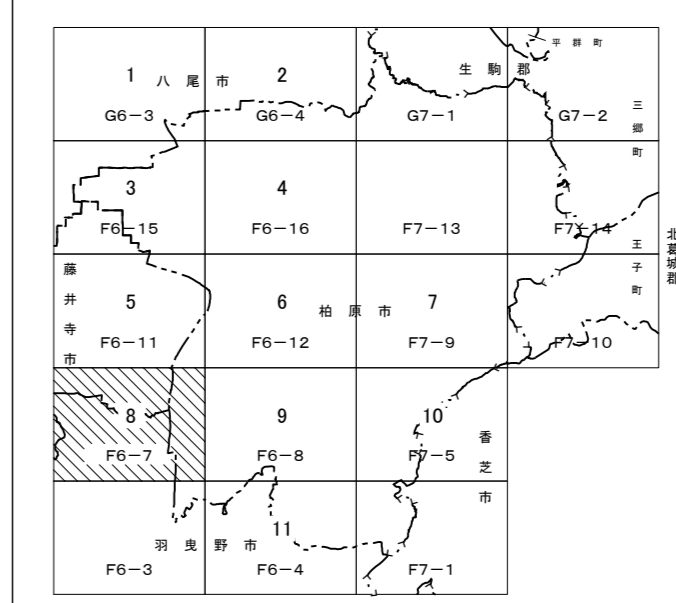 平群町
1 八尾市 2 生駒郡
G6-3 G6-4 G7-1 G7-2
三郷町
3 4
F6-15 F6-16 F7-13 F7-14
王子町
北葛城郡
藤井寺市
5 6 柏原市 7
F6-11 F6-12 F7-9 F7-10
8 9 10
F6-7 F6-8 F7-5
香芝市
11
羽曳野市
F6-3 F6-4 F7-1